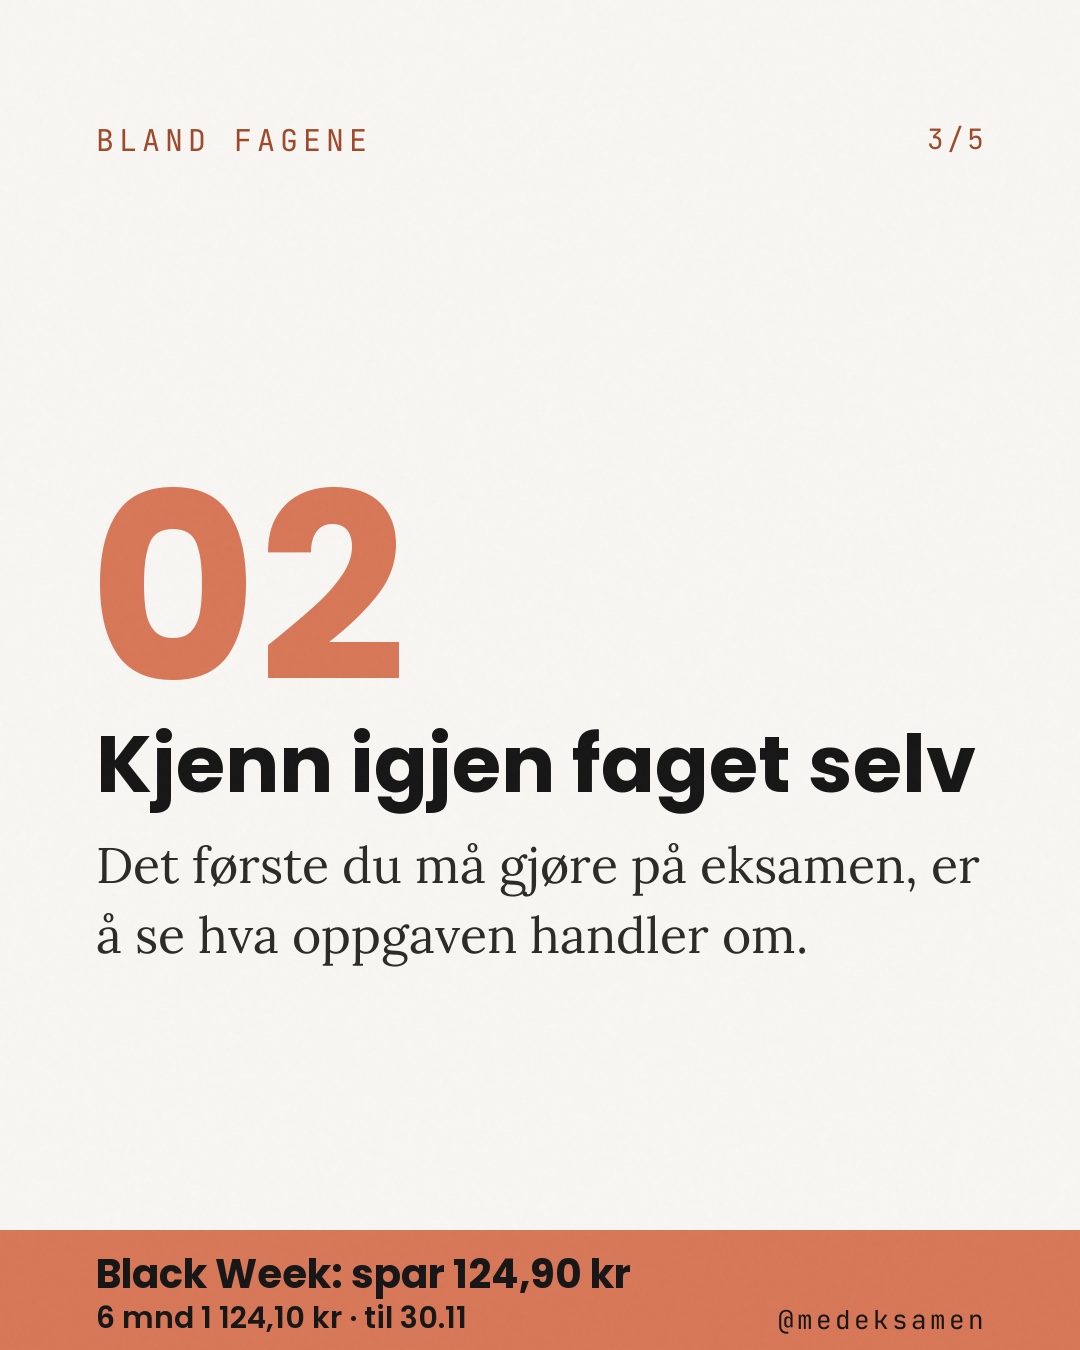 BLAND FAGENE
3/5
02
Kjenn igjen faget selv
Det første du må gjøre på eksamen, er
å se hva oppgaven handler om.
Black Week: spar 124,90 kr
6 mnd 1 124,10 kr · til 30.11
@medeksamen